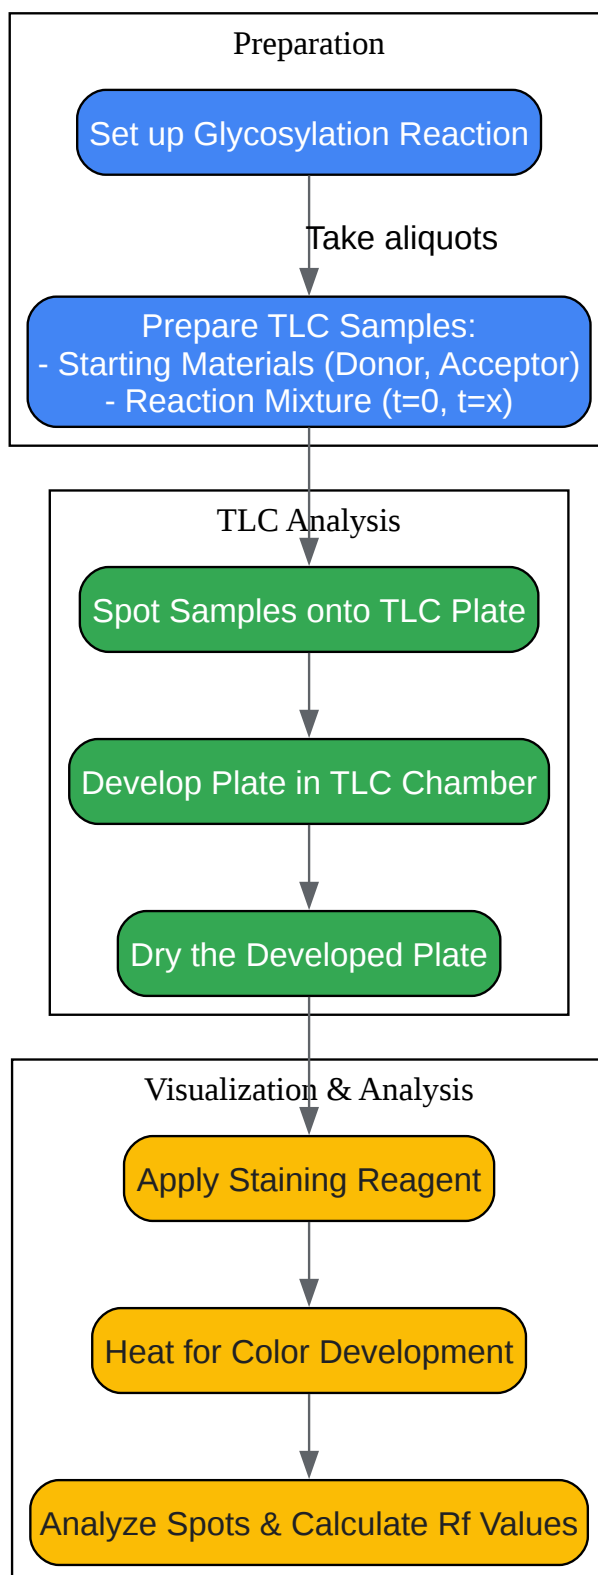 Preparation
Set up Glycosylation Reaction
Take aliquots
Prepare TLC Samples:
- Starting Materials (Donor, Acceptor)
- Reaction Mixture (t=0, t=x)
TLC Analysis
Spot Samples onto TLC Plate
Develop Plate in TLC Chamber
Dry the Developed Plate
Visualization & Analysis
Apply Staining Reagent
Heat for Color Development
Analyze Spots & Calculate Rf Values